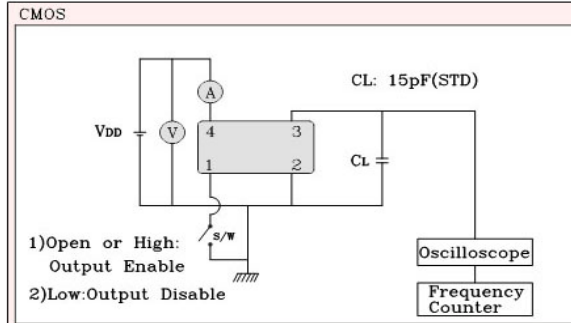 CMOS
CL: 15pF(STD)
A
VDD
V
4 3
1 2
CL
S/W
1)Open or High:
Output Enable
2)Low:Output Disable
Oscilloscope
Frequency
Counter